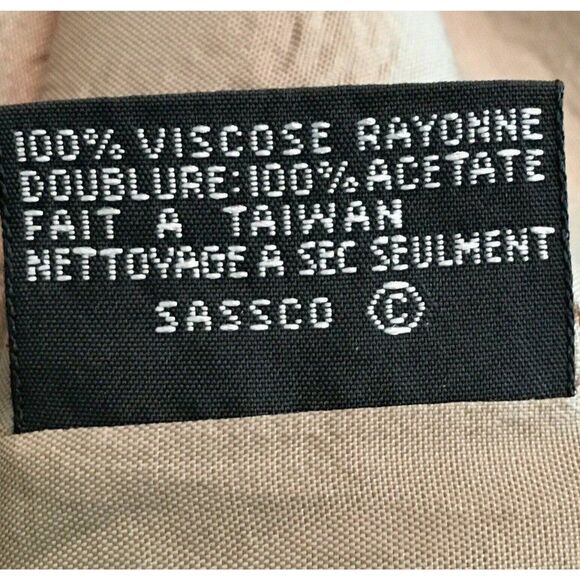 100% VISCOSE RAYONNE
DOUBLURE: 100% ACETATE
FAIT A TAIWAN
NETTOYAGE A SEC SEULMENT
SASSCO ©